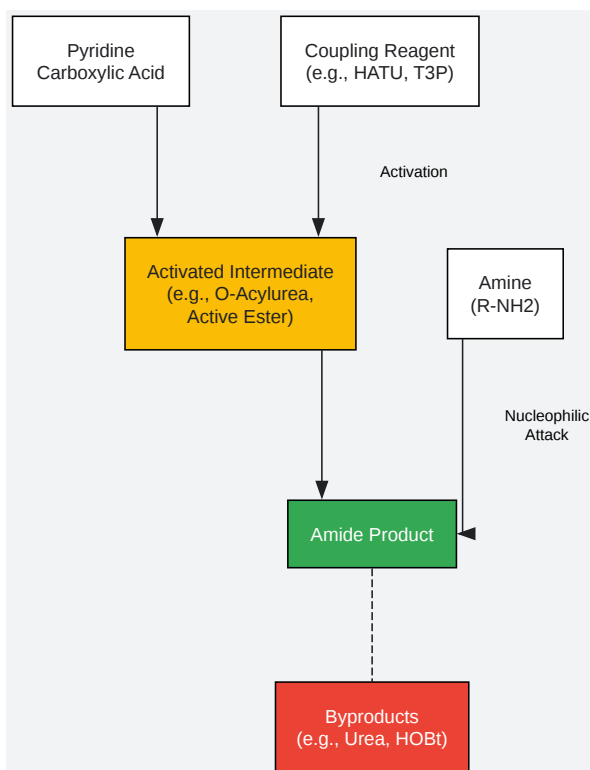 Pyridine
Carboxylic Acid
Coupling Reagent
(e.g., HATU, T3P)
Activation
Activated Intermediate
(e.g., O-Acylurea,
Active Ester)
Amine
(R-NH2)
Nucleophilic
Attack
Amide Product
Byproducts
(e.g., Urea, HOBt)